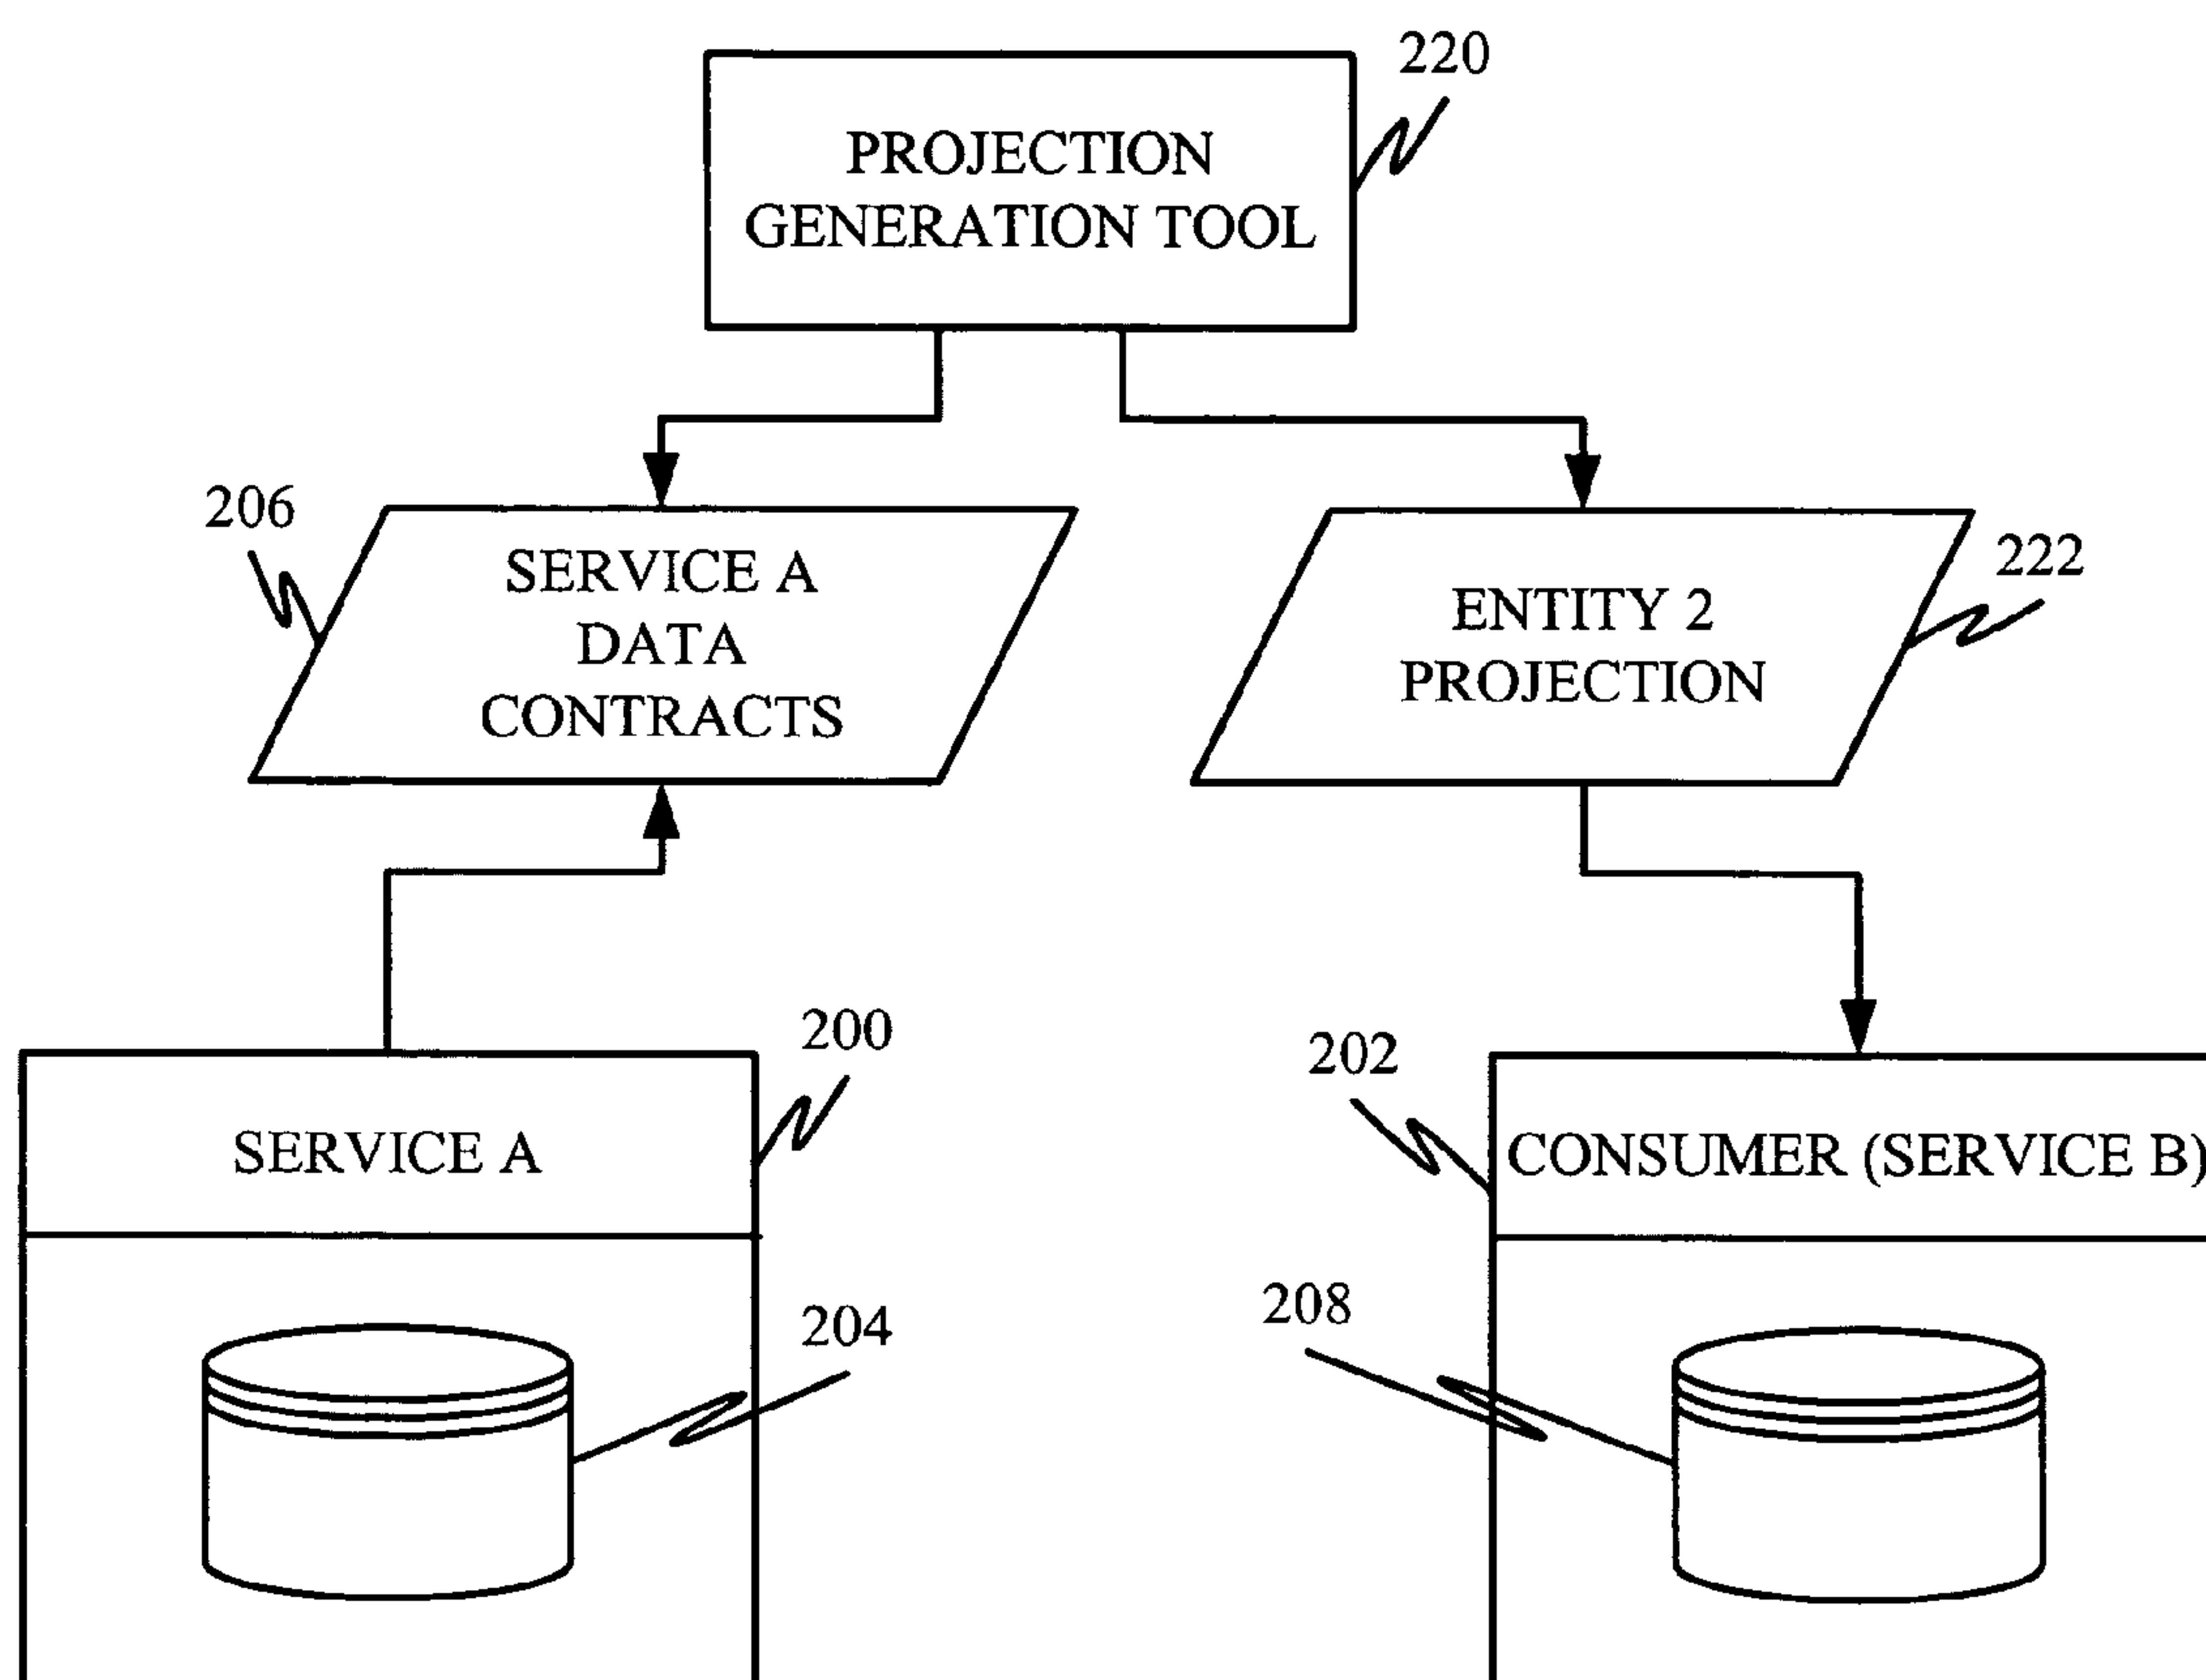 220
PROJECTION
GENERATION TOOL
206
SERVICE A
DATA
CONTRACTS
222
ENTITY 2
PROJECTION
200
SERVICE A
202
CONSUMER (SERVICE B)
204
208